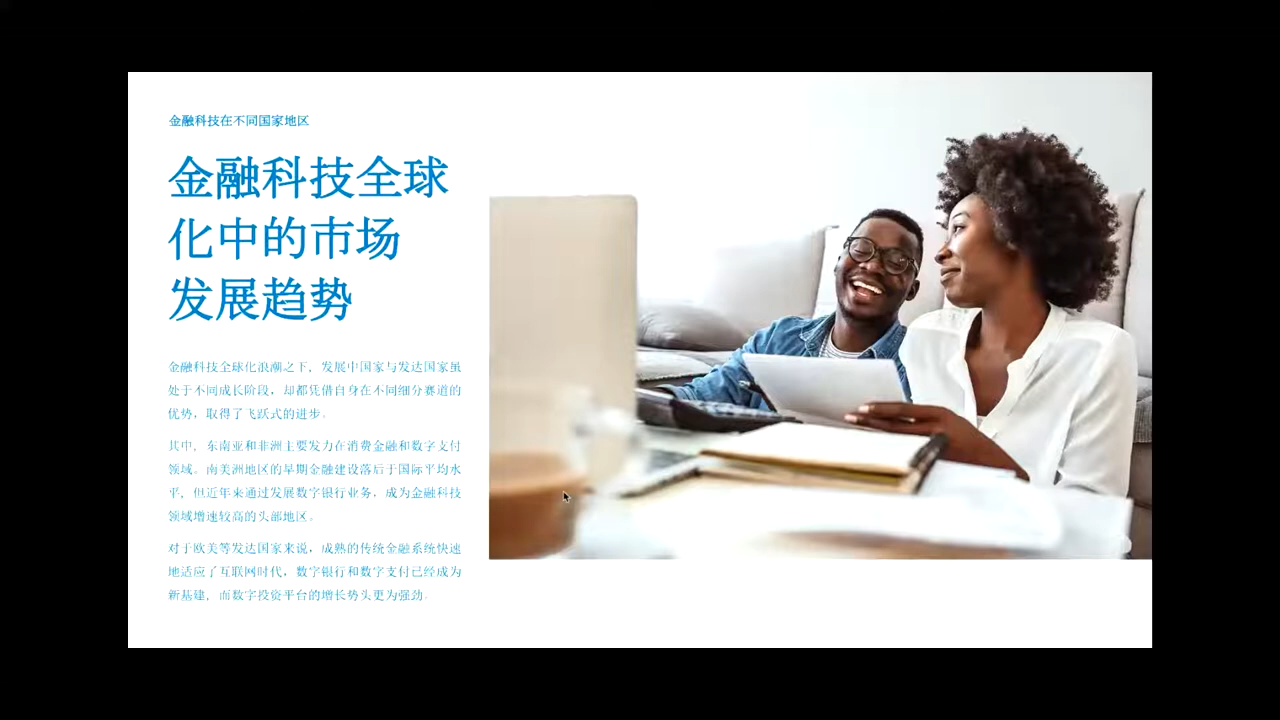 金融科技在不同国家地区
金融科技全球
化中的市场
发展趋势
金融科技全球化浪潮之下，发展中国家与发达国家虽
处于不同成长阶段，却都凭借自身在不同细分赛道的
优势，取得了飞跃式的进步。
其中，东南亚和非洲主要发力在消费金融和数字支付
领域。南美洲地区的早期金融建设落后于国际平均水
平，但近年来通过发展数字银行业务，成为金融科技
领域增速较高的头部地区。
对于欧美等发达国家来说，成熟的传统金融系统快速
地适应了互联网时代，数字银行和数字支付已经成为
新基建，而数字投资平台的增长势头更为强劲。